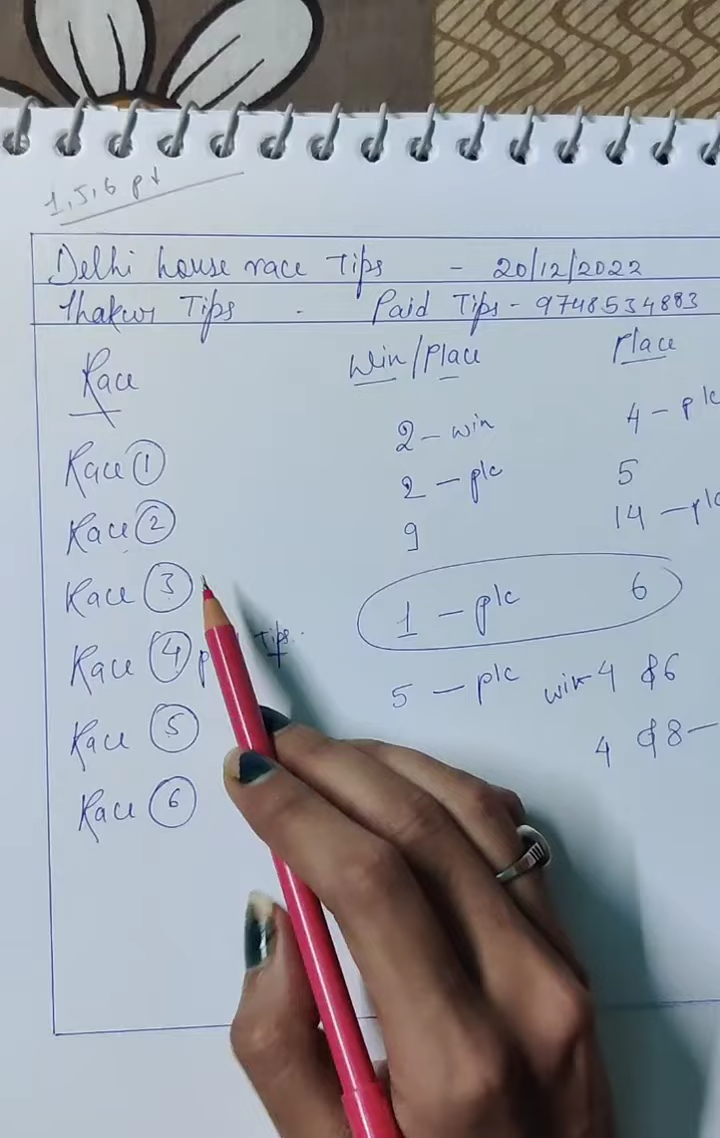 1,5,6 pt
Delhi house race Tips - 20/12/2022
Thakur Tips - Paid Tips - 9748534883
Race Win/Place Place
Race 1 2 - win 4 - plc
Race 2 2 - plc 5
Race 3 9 14 - plc
Race 4 Tips. 1 - plc 6
Race 5 5 - plc win 4 & 6
Race 6 4 & 8 -